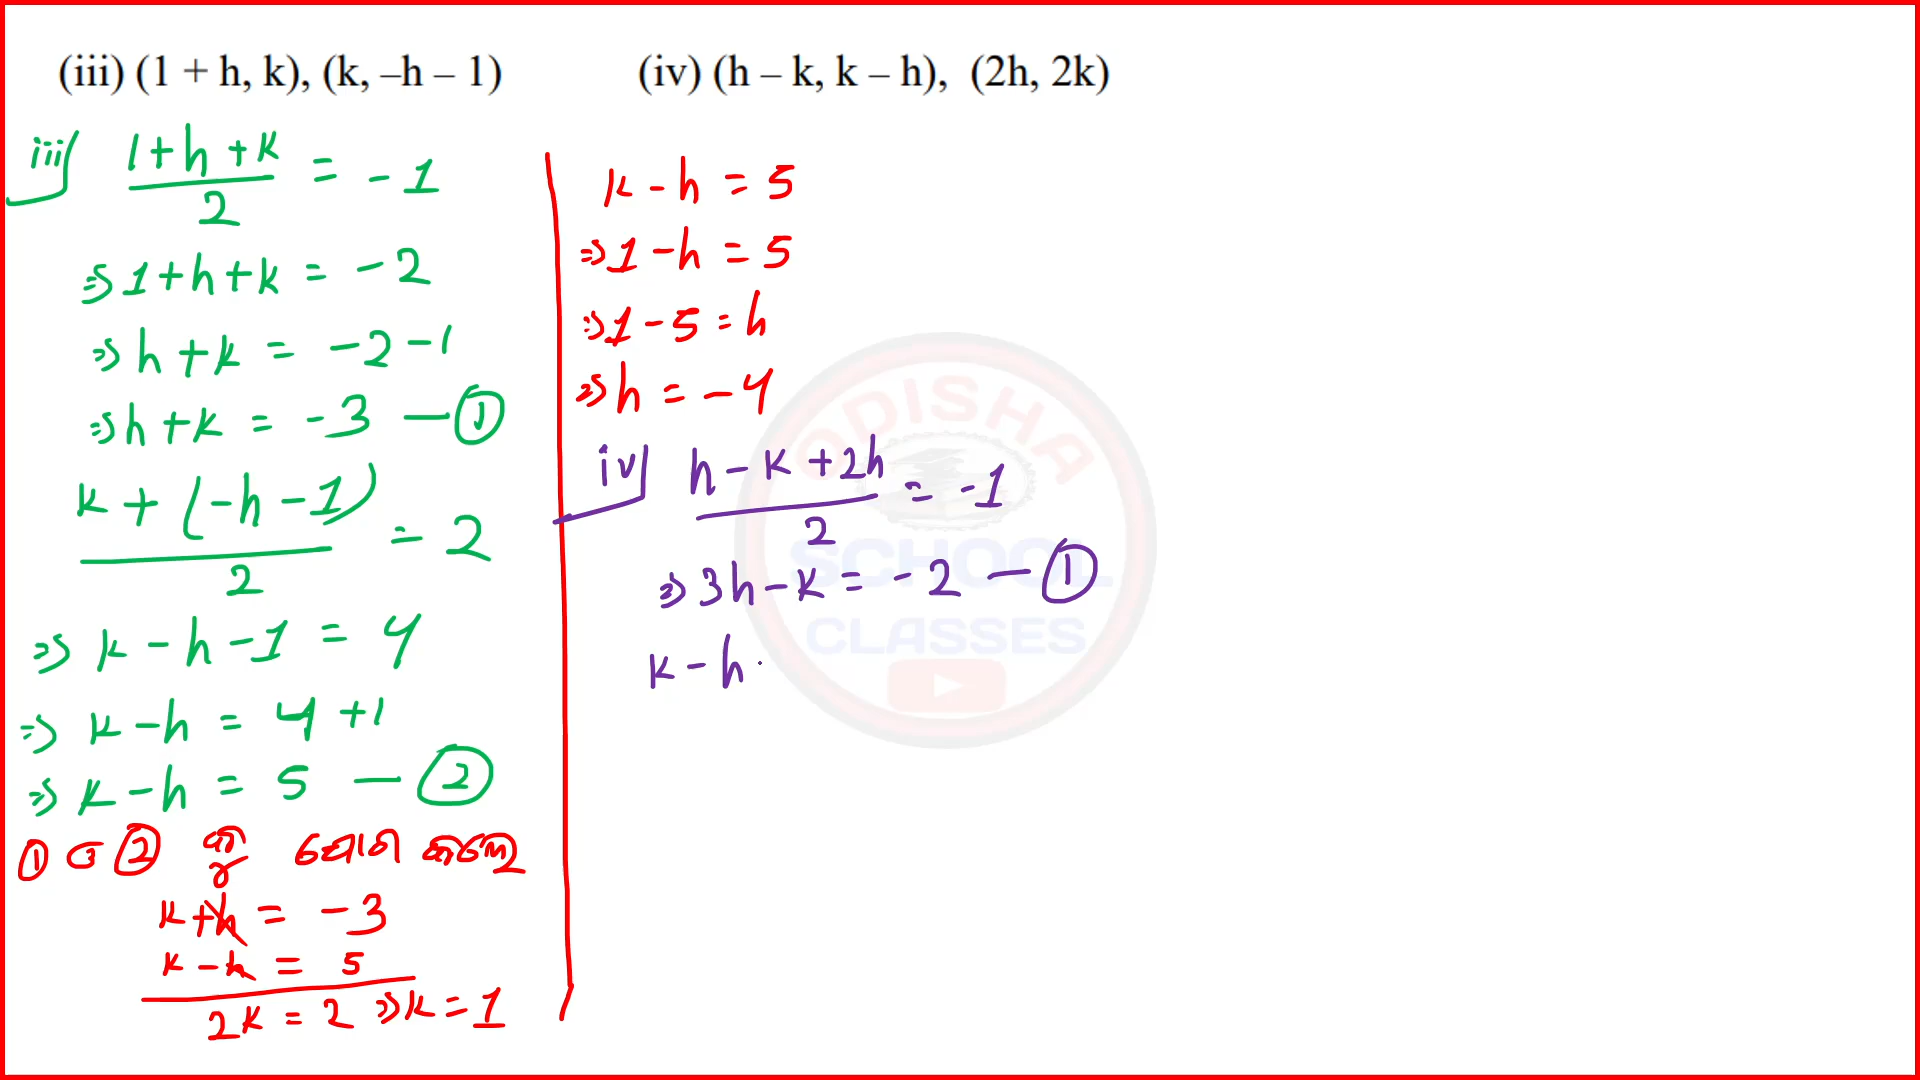 (iii) (1 + h, k), (k, –h – 1)
(iv) (h – k, k – h), (2h, 2k)
iii/ (1+h+k)/2 = -1
⇒ 1+h+k = -2
⇒ h+k = -2-1
⇒ h+k = -3 — ①
(k+(-h-1))/2 = 2
⇒ k-h-1 = 4
⇒ k-h = 4+1
⇒ k-h = 5 — ②
① ଓ ② କୁ ଯୋଗ କଲେ
k+h = -3
k-h = 5
2k = 2 ⇒ k = 1
k-h = 5
⇒ 1-h = 5
⇒ 1-5 = h
⇒ h = -4
iv/ (h-k+2h)/2 = -1
⇒ 3h-k = -2 — ①
k-h
ODISHA
SCHOOL
CLASSES